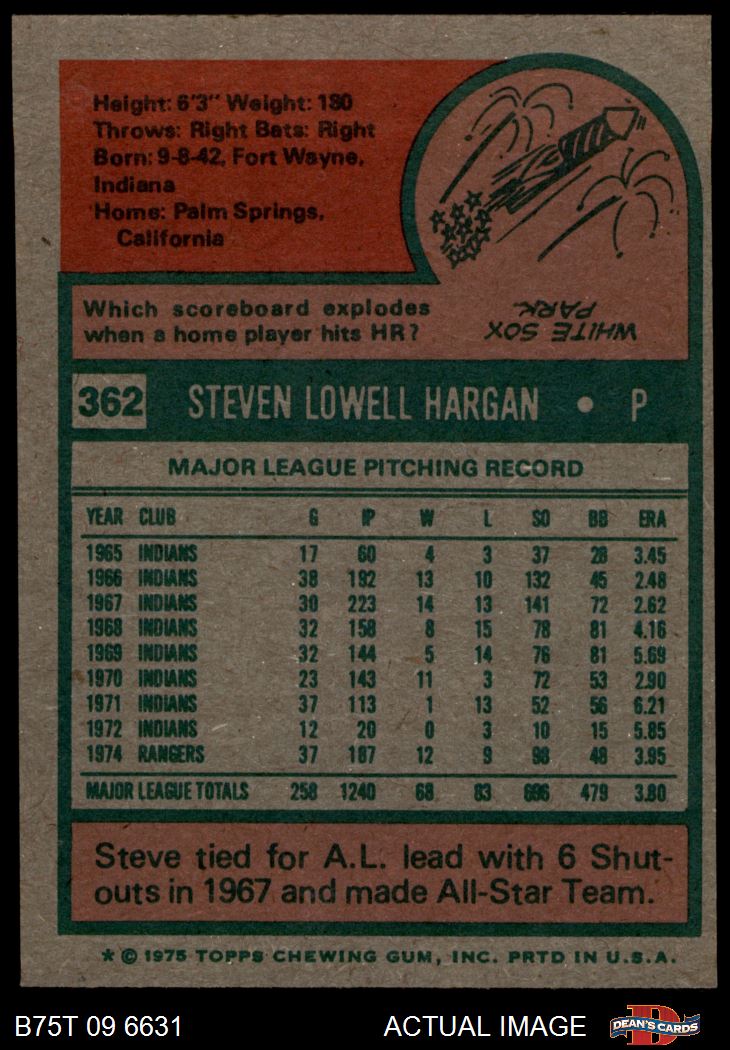 Height: 6'3" Weight: 180
Throws: Right Bats: Right
Born: 9-8-42, Fort Wayne,
Indiana
Home: Palm Springs,
California
Which scoreboard explodes
when a home player hits HR?
WHITE SOX
PARK.
362 STEVEN LOWELL HARGAN • P
MAJOR LEAGUE PITCHING RECORD
YEAR CLUB G IP W L SO BB ERA
1965 INDIANS 17 60 4 3 37 28 3.45
1966 INDIANS 38 192 13 10 132 45 2.48
1967 INDIANS 30 223 14 13 141 72 2.62
1968 INDIANS 32 158 8 15 78 81 4.16
1969 INDIANS 32 144 5 14 76 81 5.69
1970 INDIANS 23 143 11 3 72 53 2.90
1971 INDIANS 37 113 1 13 52 56 6.21
1972 INDIANS 12 20 0 3 10 15 5.85
1974 RANGERS 37 187 12 9 98 48 3.95
MAJOR LEAGUE TOTALS 258 1240 68 83 696 479 3.80
Steve tied for A.L. lead with 6 Shut-
outs in 1967 and made All-Star Team.
* © 1975 TOPPS CHEWING GUM, INC. PRTD IN U.S.A.
B75T 09 6631 ACTUAL IMAGE D DEAN'S CARDS